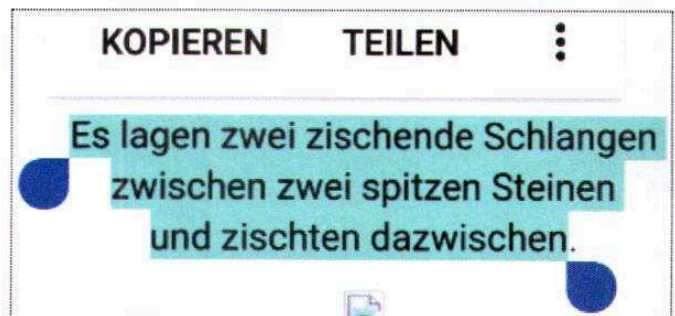 KOPIEREN TEILEN
Es lagen zwei zischende Schlangen
zwischen zwei spitzen Steinen
und zischten dazwischen.